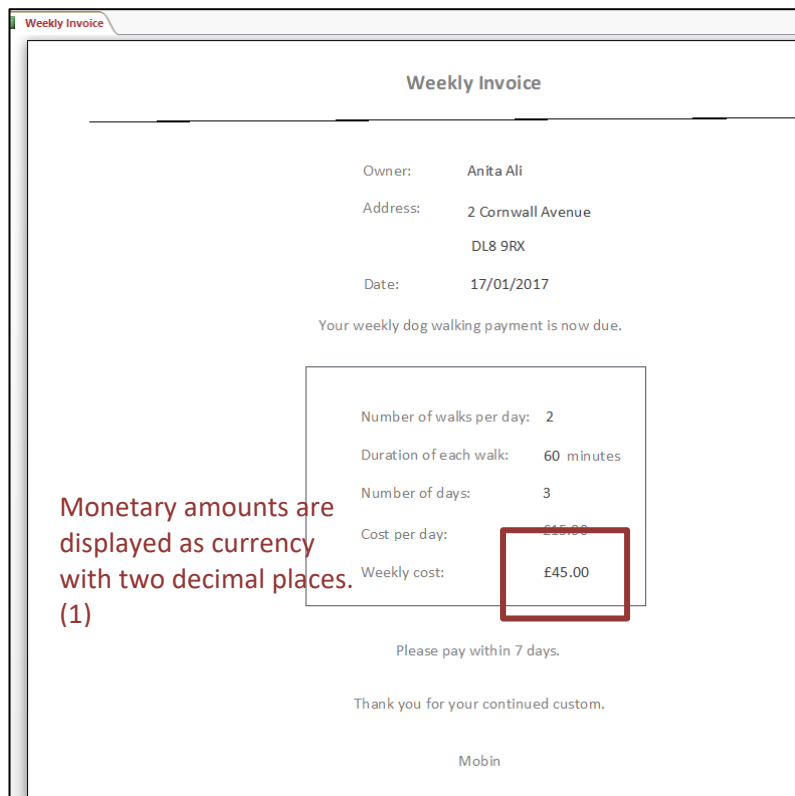 Weekly Invoice
Weekly Invoice
Owner: Anita Ali
Address: 2 Cornwall Avenue
DL8 9RX
Date: 17/01/2017
Your weekly dog walking payment is now due.
Number of walks per day: 2
Duration of each walk: 60 minutes
Number of days: 3
Cost per day: £15.00
Weekly cost: £45.00
Monetary amounts are
displayed as currency
with two decimal places.
(1)
Please pay within 7 days.
Thank you for your continued custom.
Mobin